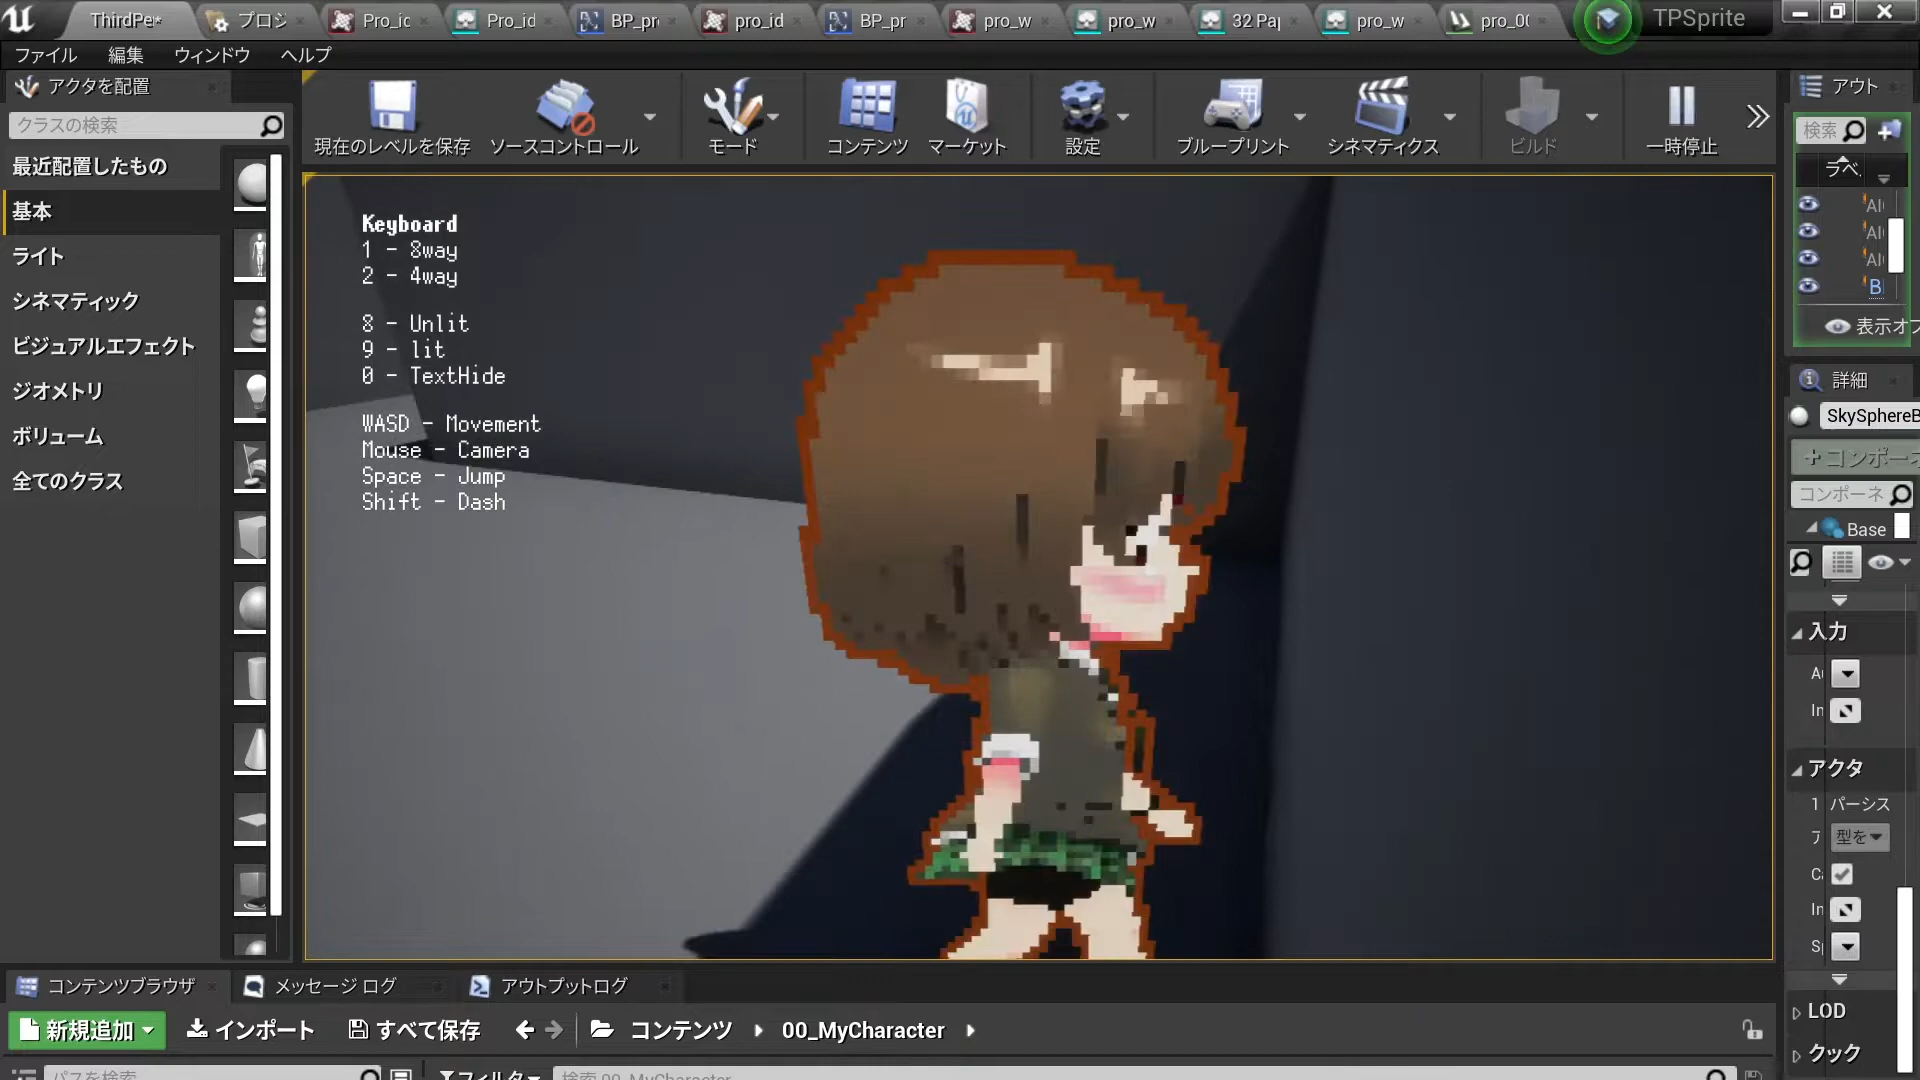 ThirdPe*
プロジ
Pro_ic
Pro_id
BP_pr
pro_id
BP_pr
pro_w
pro_w
32 Pap
pro_w
pro_00
TPSprite
ファイル
編集
ウィンドウ
ヘルプ
アクタを配置
クラスの検索
最近配置したもの
基本
ライト
シネマティック
ビジュアルエフェクト
ジオメトリ
ボリューム
全てのクラス
現在のレベルを保存
ソースコントロール
モード
コンテンツ
マーケット
設定
ブループリント
シネマティクス
ビルド
一時停止
Keyboard
1 - 8way
2 - 4way
8 - Unlit
9 - lit
0 - TextHide
WASD - Movement
Mouse - Camera
Space - Jump
Shift - Dash
アウト
検索
ラベ
AI
AI
AI
B
表示オプ
詳細
SkySphereB
+コンポーネ
コンポーネ
Base
入力
In
アクタ
1 パーシス
型を
In
LOD
クック
コンテンツブラウザ
メッセージ ログ
アウトプットログ
新規追加
インポート
すべて保存
コンテンツ
00_MyCharacter
パスを検索
フィルター
検索 00_MyCharacter